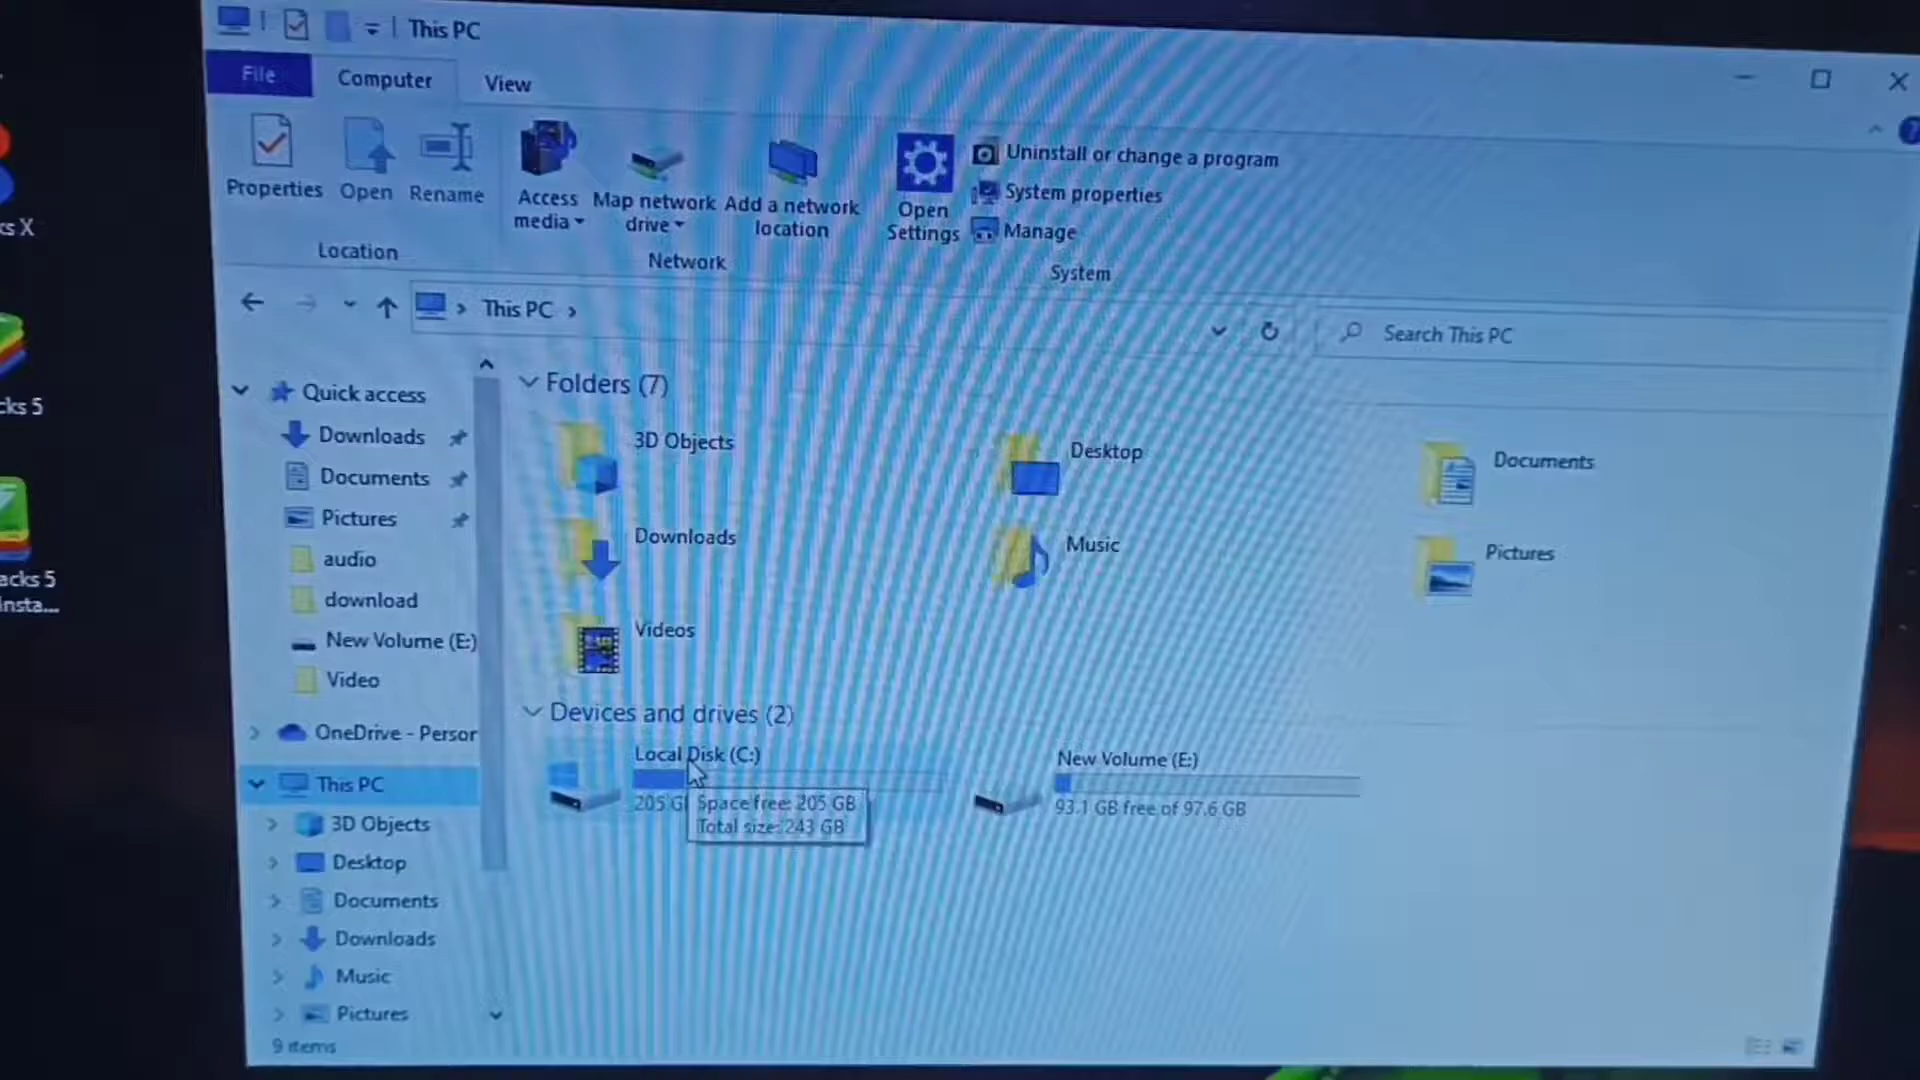 This PC
File Computer View
Properties Open Rename
Access media
Map network drive
Add a network location
Open Settings
Uninstall or change a program
System properties
Manage
Location Network System
This PC
Search This PC
Quick access
Downloads
Documents
Pictures
audio
download
New Volume (E:)
Video
OneDrive - Person
This PC
3D Objects
Desktop
Documents
Downloads
Music
Pictures
9 items
Folders (7)
3D Objects Desktop Documents
Downloads Music Pictures
Videos
Devices and drives (2)
Local Disk (C:)
205 G
Space free: 205 GB
Total size: 243 GB
New Volume (E:)
93.1 GB free of 97.6 GB
ks X
cks 5
acks 5
Insta...